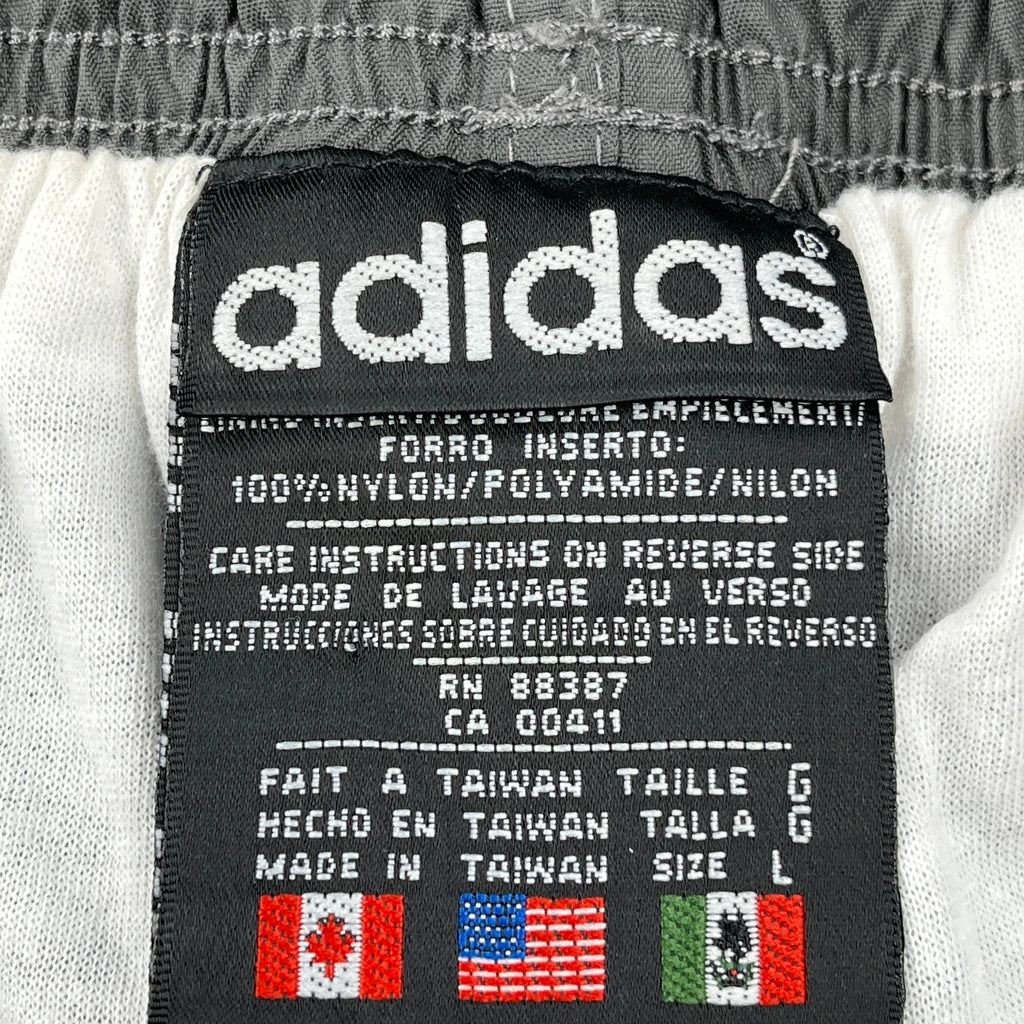 adidas®
FORRO INSERTO:
100% NYLON/POLYAMIDE/NILON
CARE INSTRUCTIONS ON REVERSE SIDE
MODE DE LAVAGE AU VERSO
INSTRUCCIONES SOBRE CUIDADO EN EL REVERSO
RN 88387
CA 00411
FAIT A TAIWAN TAILLE G
HECHO EN TAIWAN TALLA G
MADE IN TAIWAN SIZE L